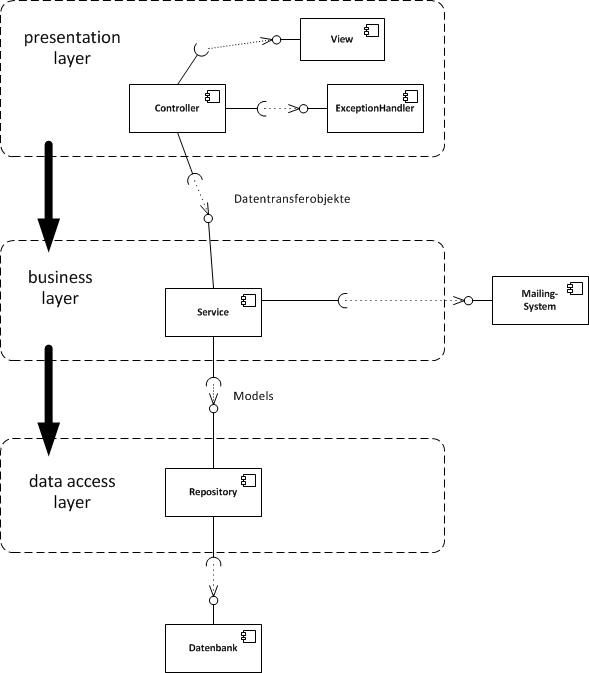 presentation
layer
View
Controller
ExceptionHandler
Datentransferobjekte
business
layer
Service
Mailing-
System
Models
data access
layer
Repository
Datenbank